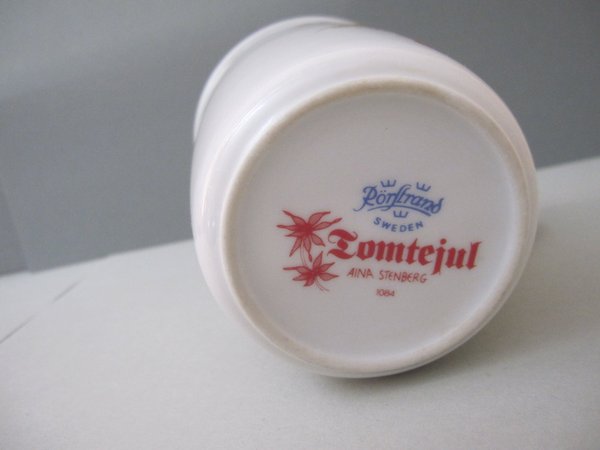 Rörstrand
SWEDEN
Tomtejul
AINA STENBERG
1084